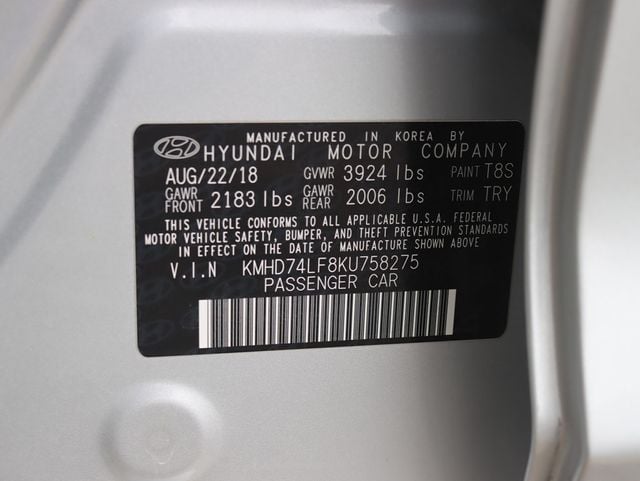 MANUFACTURED IN KOREA BY
HYUNDAI MOTOR COMPANY
AUG/22/18 GVWR 3924 lbs PAINT T8S
GAWR FRONT 2183 lbs GAWR REAR 2006 lbs TRIM TRY
THIS VEHICLE CONFORMS TO ALL APPLICABLE U.S.A. FEDERAL
MOTOR VEHICLE SAFETY, BUMPER, AND THEFT PREVENTION STANDARDS
IN EFFECT ON THE DATE OF MANUFACTURE SHOWN ABOVE.
V.I.N KMHD74LF8KU758275
PASSENGER CAR